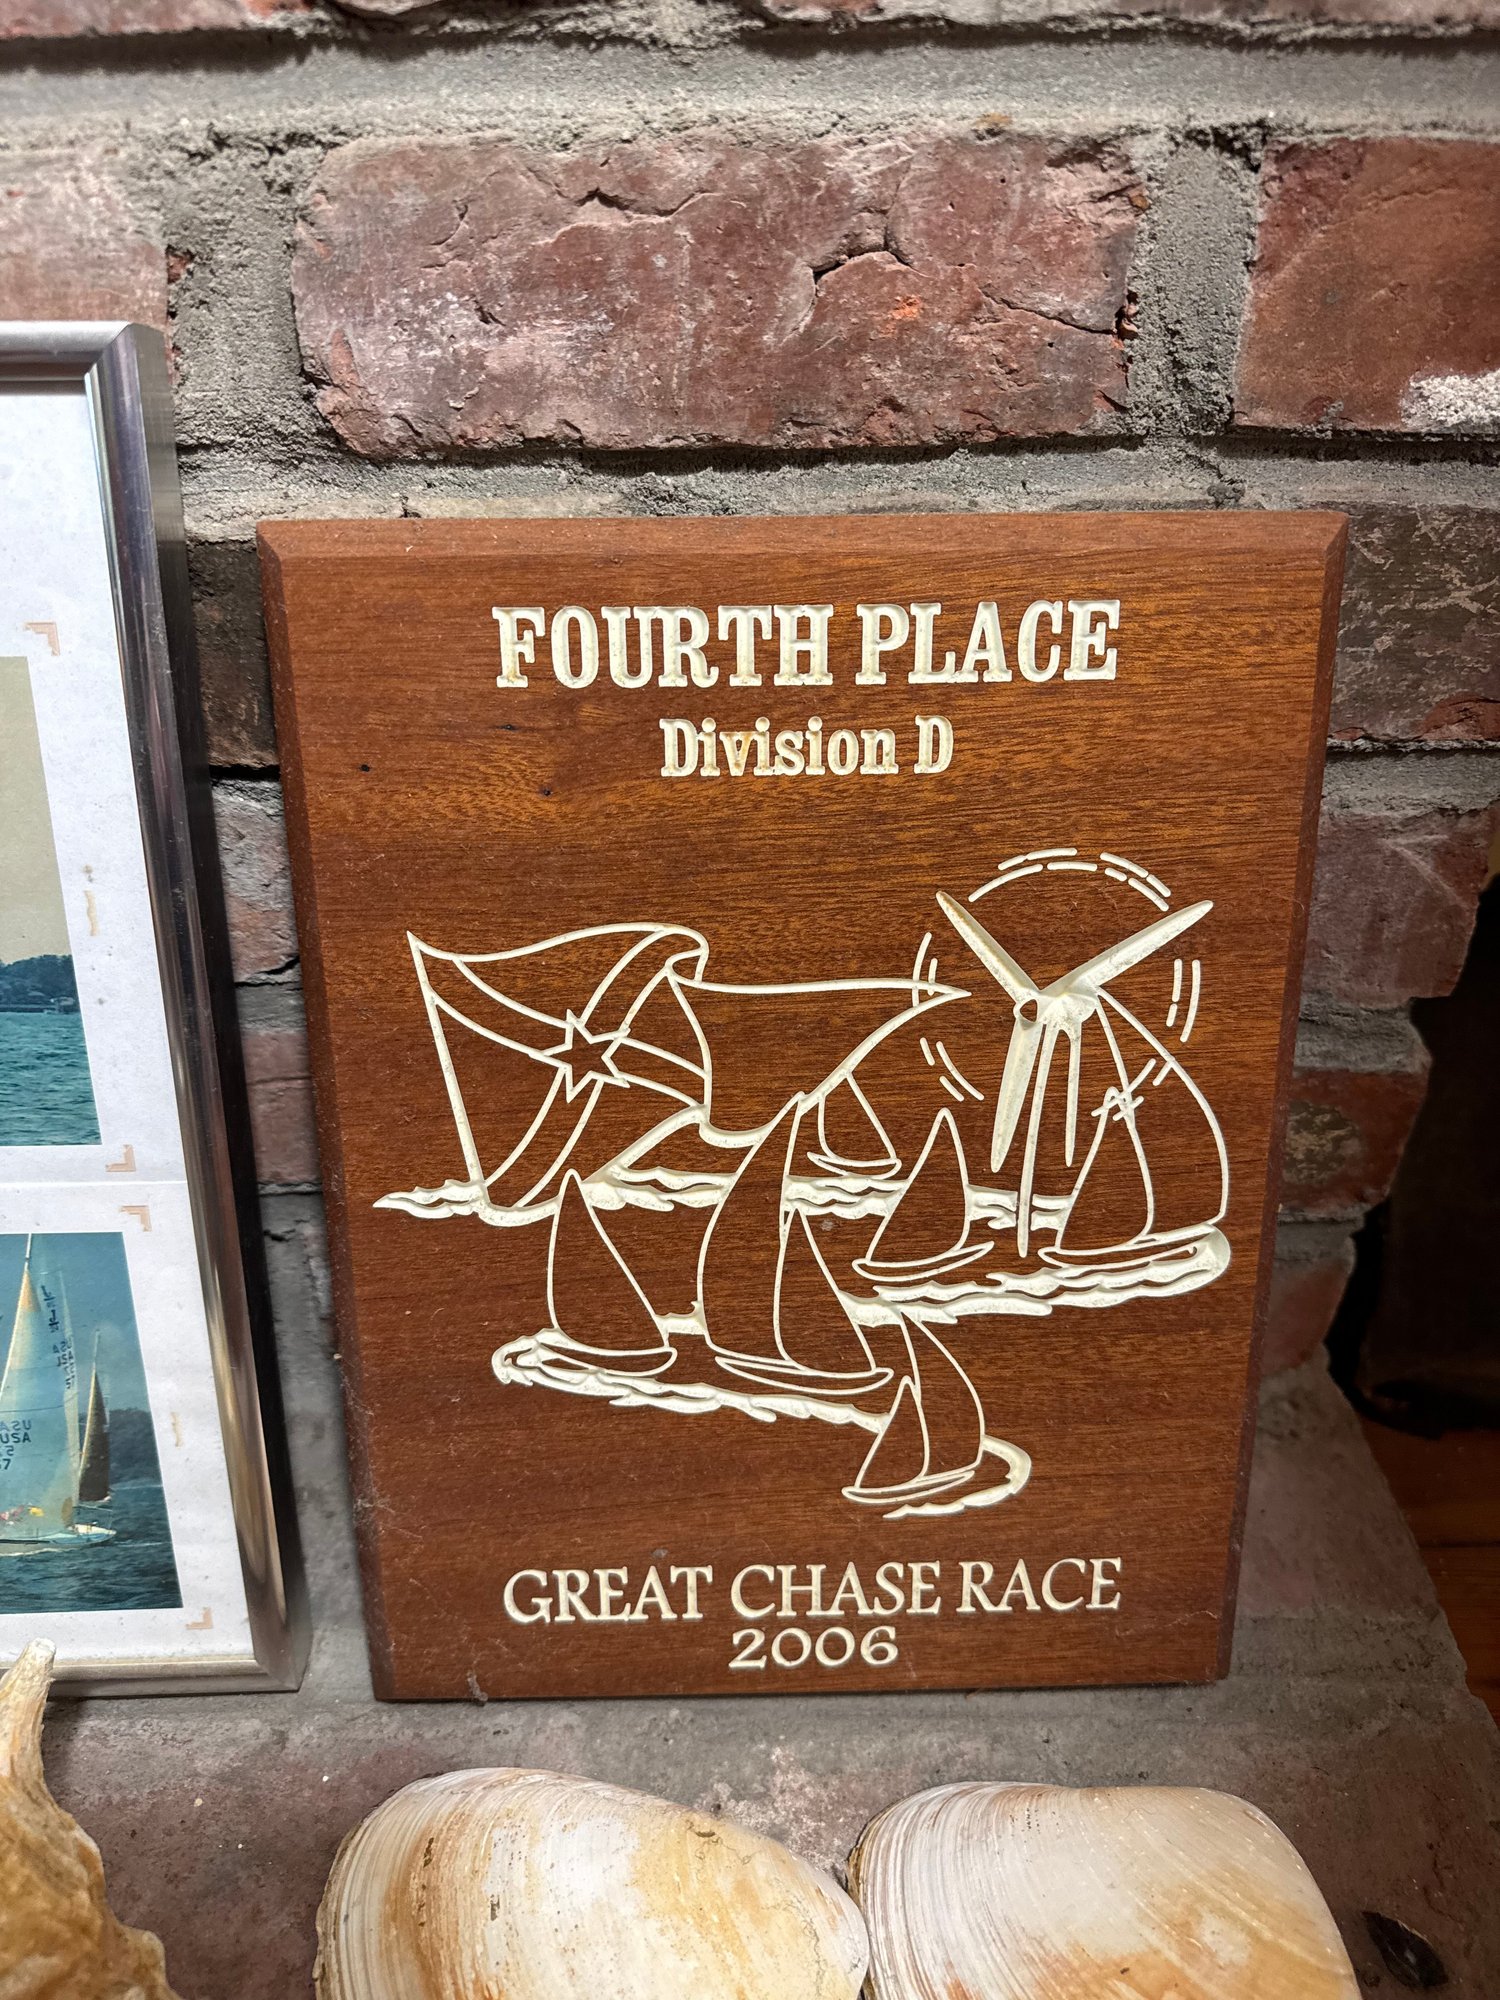 FOURTH PLACE
Division D
GREAT CHASE RACE
2006